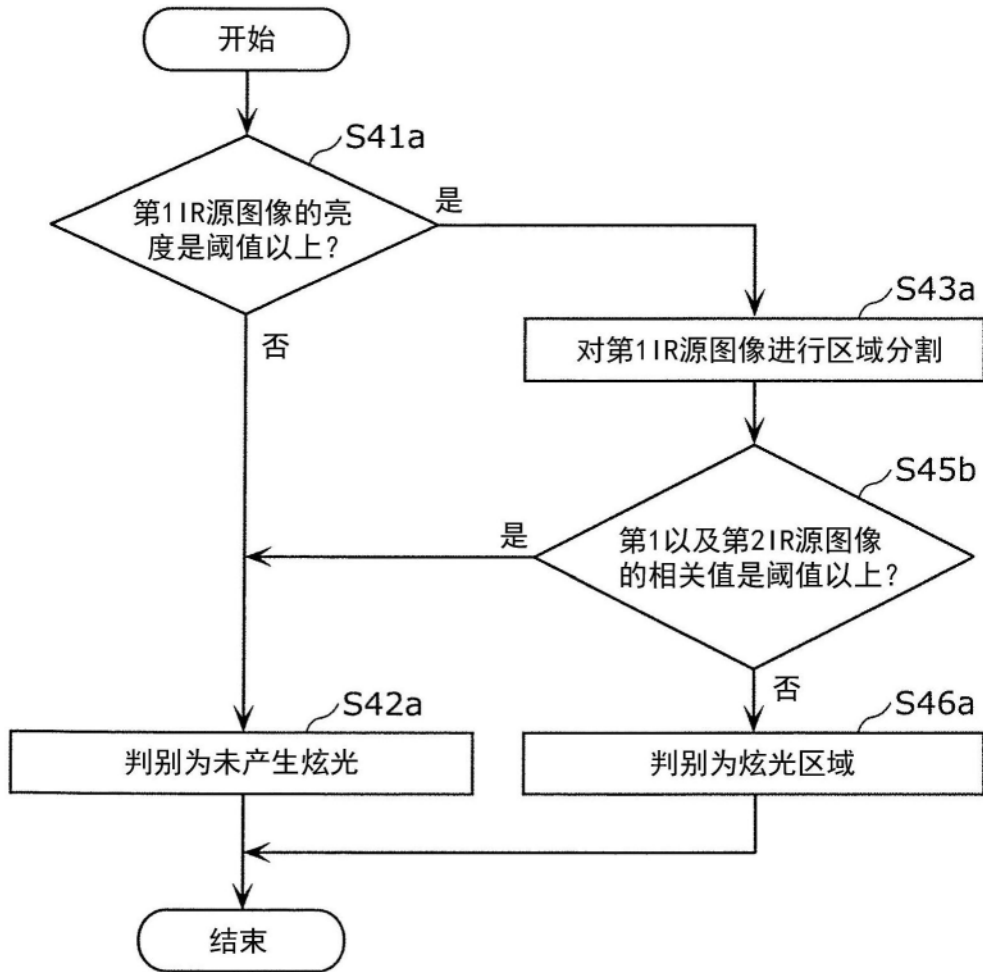 开始
S41a
第1IR源图像的亮
度是阈值以上？
是
否
S43a
对第1IR源图像进行区域分割
S45b
第1以及第2IR源图像
的相关值是阈值以上？
是
否
S42a
判别为未产生炫光
S46a
判别为炫光区域
结束